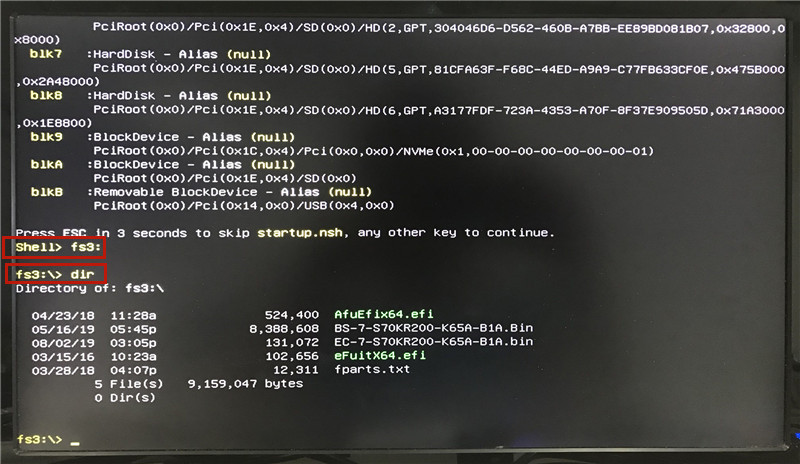 PciRoot(0x0)/Pci(0x1E,0x4)/SD(0x0)/HD(2,GPT,304046D6-D562-460B-A7BB-EE89BD081B07,0x32800,0
x8000)
blk7 :HardDisk - Alias (null)
PciRoot(0x0)/Pci(0x1E,0x4)/SD(0x0)/HD(5,GPT,81CFA63F-F68C-44ED-A9A9-C77FB633CF0E,0x475B000
,0x2A48000)
blk8 :HardDisk - Alias (null)
PciRoot(0x0)/Pci(0x1E,0x4)/SD(0x0)/HD(6,GPT,A3177FDF-723A-4353-A70F-8F37E909505D,0x71A3000
,0x1E8800)
blk9 :BlockDevice - Alias (null)
PciRoot(0x0)/Pci(0x1C,0x4)/Pci(0x0,0x0)/NVMe(0x1,00-00-00-00-00-00-00-01)
blkA :BlockDevice - Alias (null)
PciRoot(0x0)/Pci(0x1E,0x4)/SD(0x0)
blkB :Removable BlockDevice - Alias (null)
PciRoot(0x0)/Pci(0x14,0x0)/USB(0x4,0x0)
Press ESC in 3 seconds to skip startup.nsh, any other key to continue.
Shell> fs3:
fs3:\> dir
Directory of: fs3:\
04/23/18 11:28a 524,400 AfuEfix64.efi
05/16/19 05:45p 8,388,608 BS-7-S70KR200-K65A-B1A.Bin
08/02/19 03:05p 131,072 EC-7-S70KR200-K65A-B1A.bin
03/15/16 10:23a 102,656 eFuitX64.efi
03/28/18 04:07p 12,311 fparts.txt
5 File(s) 9,159,047 bytes
0 Dir(s)
fs3:\> _